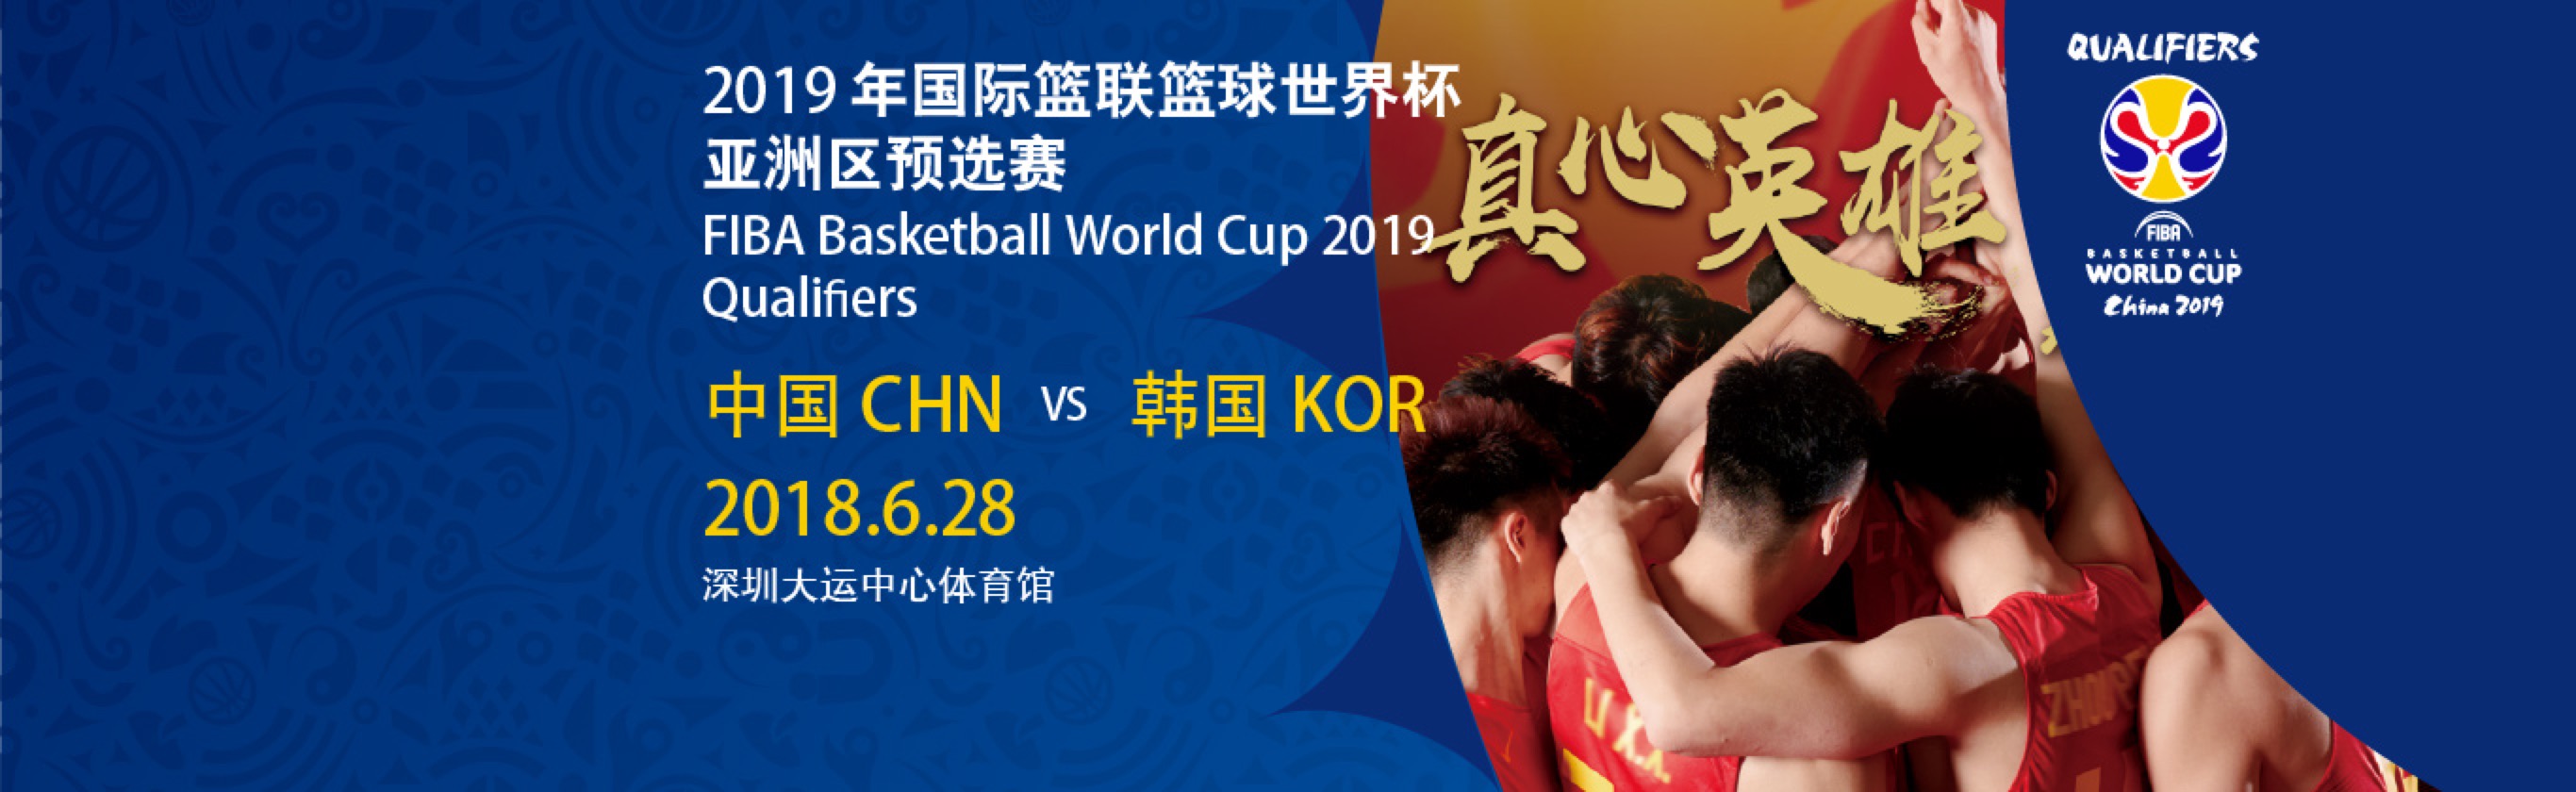 2019 年国际篮联篮球世界杯
亚洲区预选赛
FIBA Basketball World Cup 2019
Qualifiers
中国 CHN vs 韩国 KOR
2018.6.28
深圳大运中心体育馆
真心英雄
QUALIFIERS
FIBA
BASKETBALL
WORLD CUP
China 2019
LI X.X.